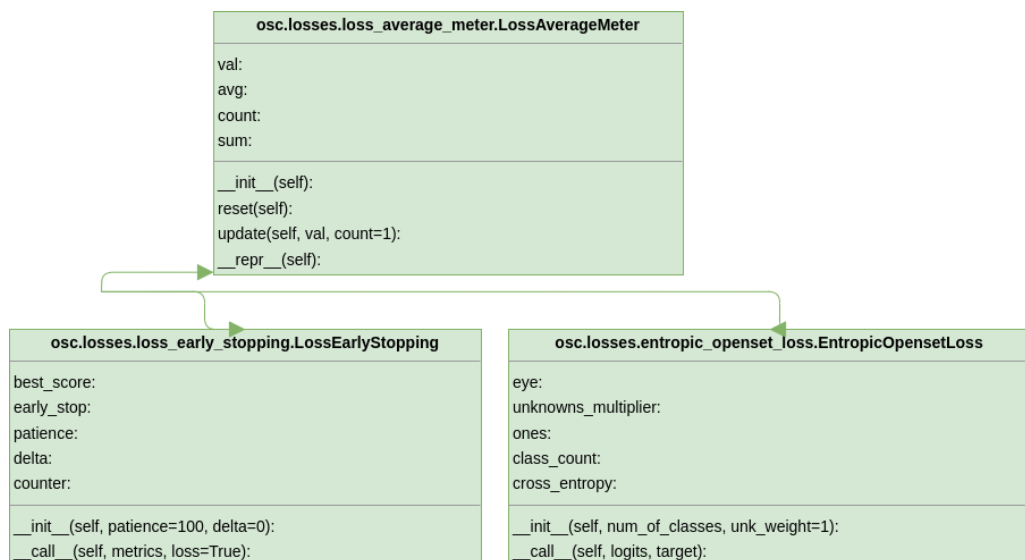 osc.losses.loss_average_meter.LossAverageMeter
val:
avg:
count:
sum:
__init__(self):
reset(self):
update(self, val, count=1):
__repr__(self):
osc.losses.loss_early_stopping.LossEarlyStopping
best_score:
early_stop:
patience:
delta:
counter:
__init__(self, patience=100, delta=0):
__call__(self, metrics, loss=True):
osc.losses.entropic_openset_loss.EntropicOpensetLoss
eye:
unknowns_multiplier:
ones:
class_count:
cross_entropy:
__init__(self, num_of_classes, unk_weight=1):
__call__(self, logits, target):